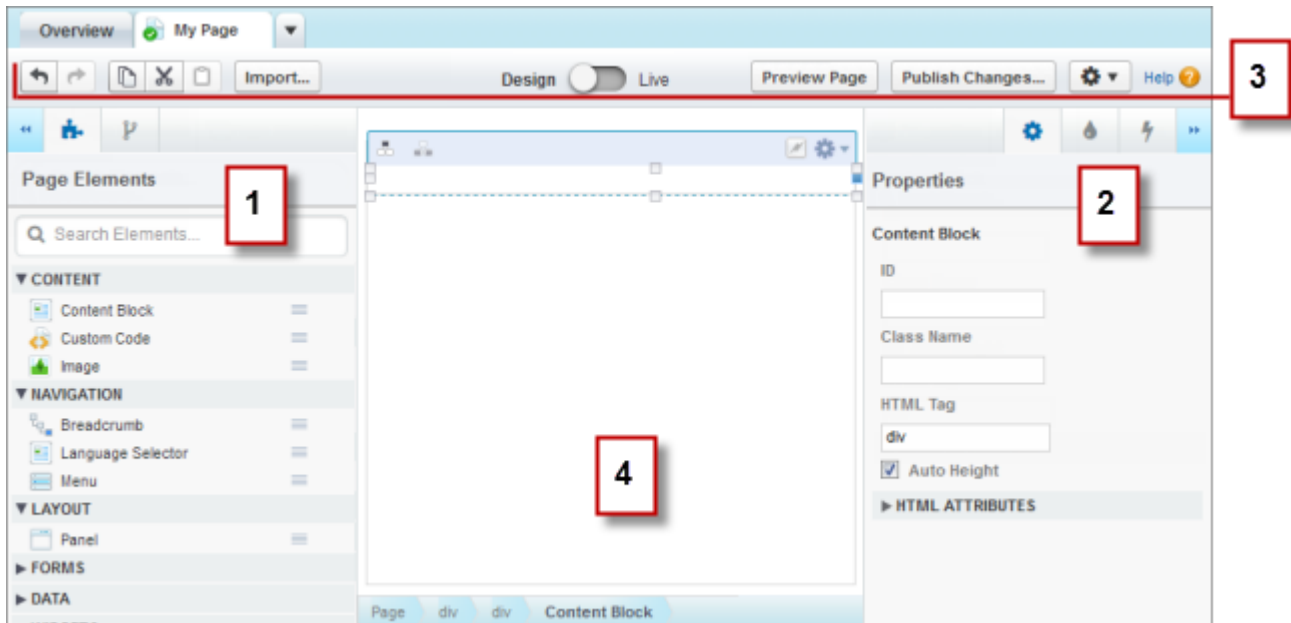 Overview
My Page
Import...
Design
Live
Preview Page
Publish Changes...
Help ?
3
Page Elements
1
Search Elements...
▼ CONTENT
Content Block
Custom Code
Image
▼ NAVIGATION
Breadcrumb
Language Selector
Menu
▼ LAYOUT
Panel
► FORMS
► DATA
4
Page div div Content Block
Properties
2
Content Block
ID
Class Name
HTML Tag
div
Auto Height
► HTML ATTRIBUTES